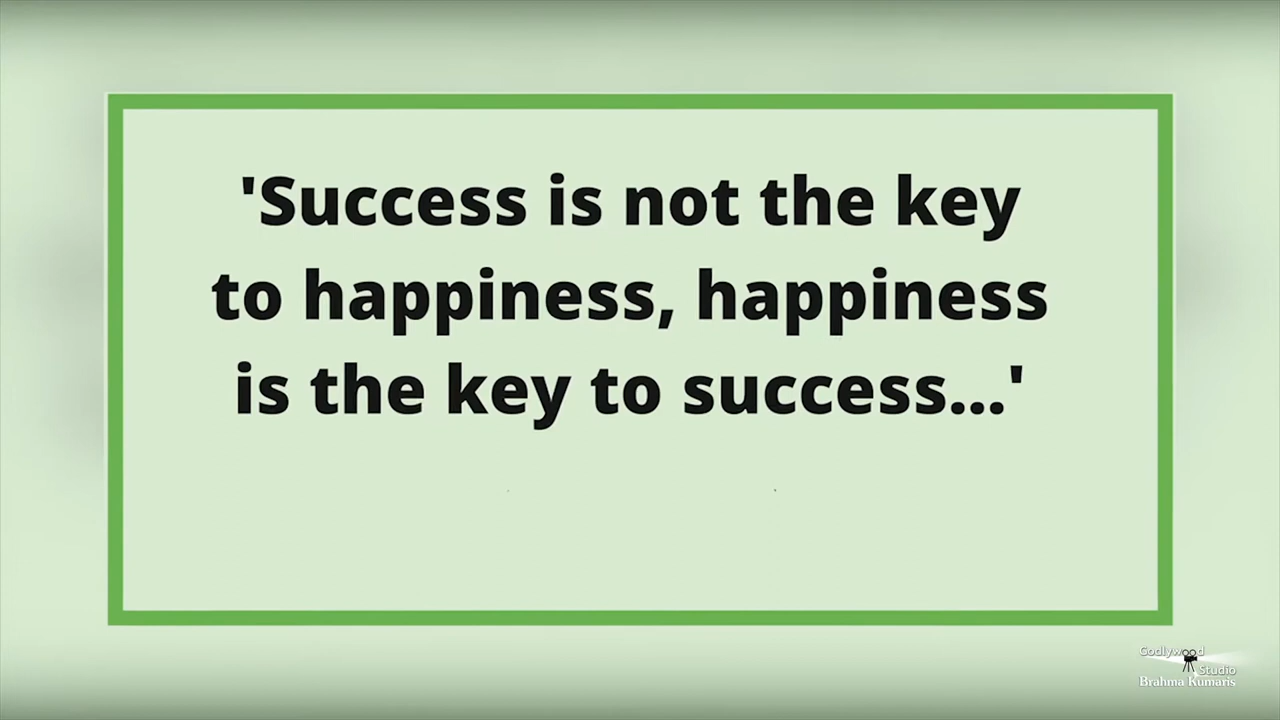 'Success is not the key
to happiness, happiness
is the key to success...'
Godlywood
Studio
Brahma Kumaris